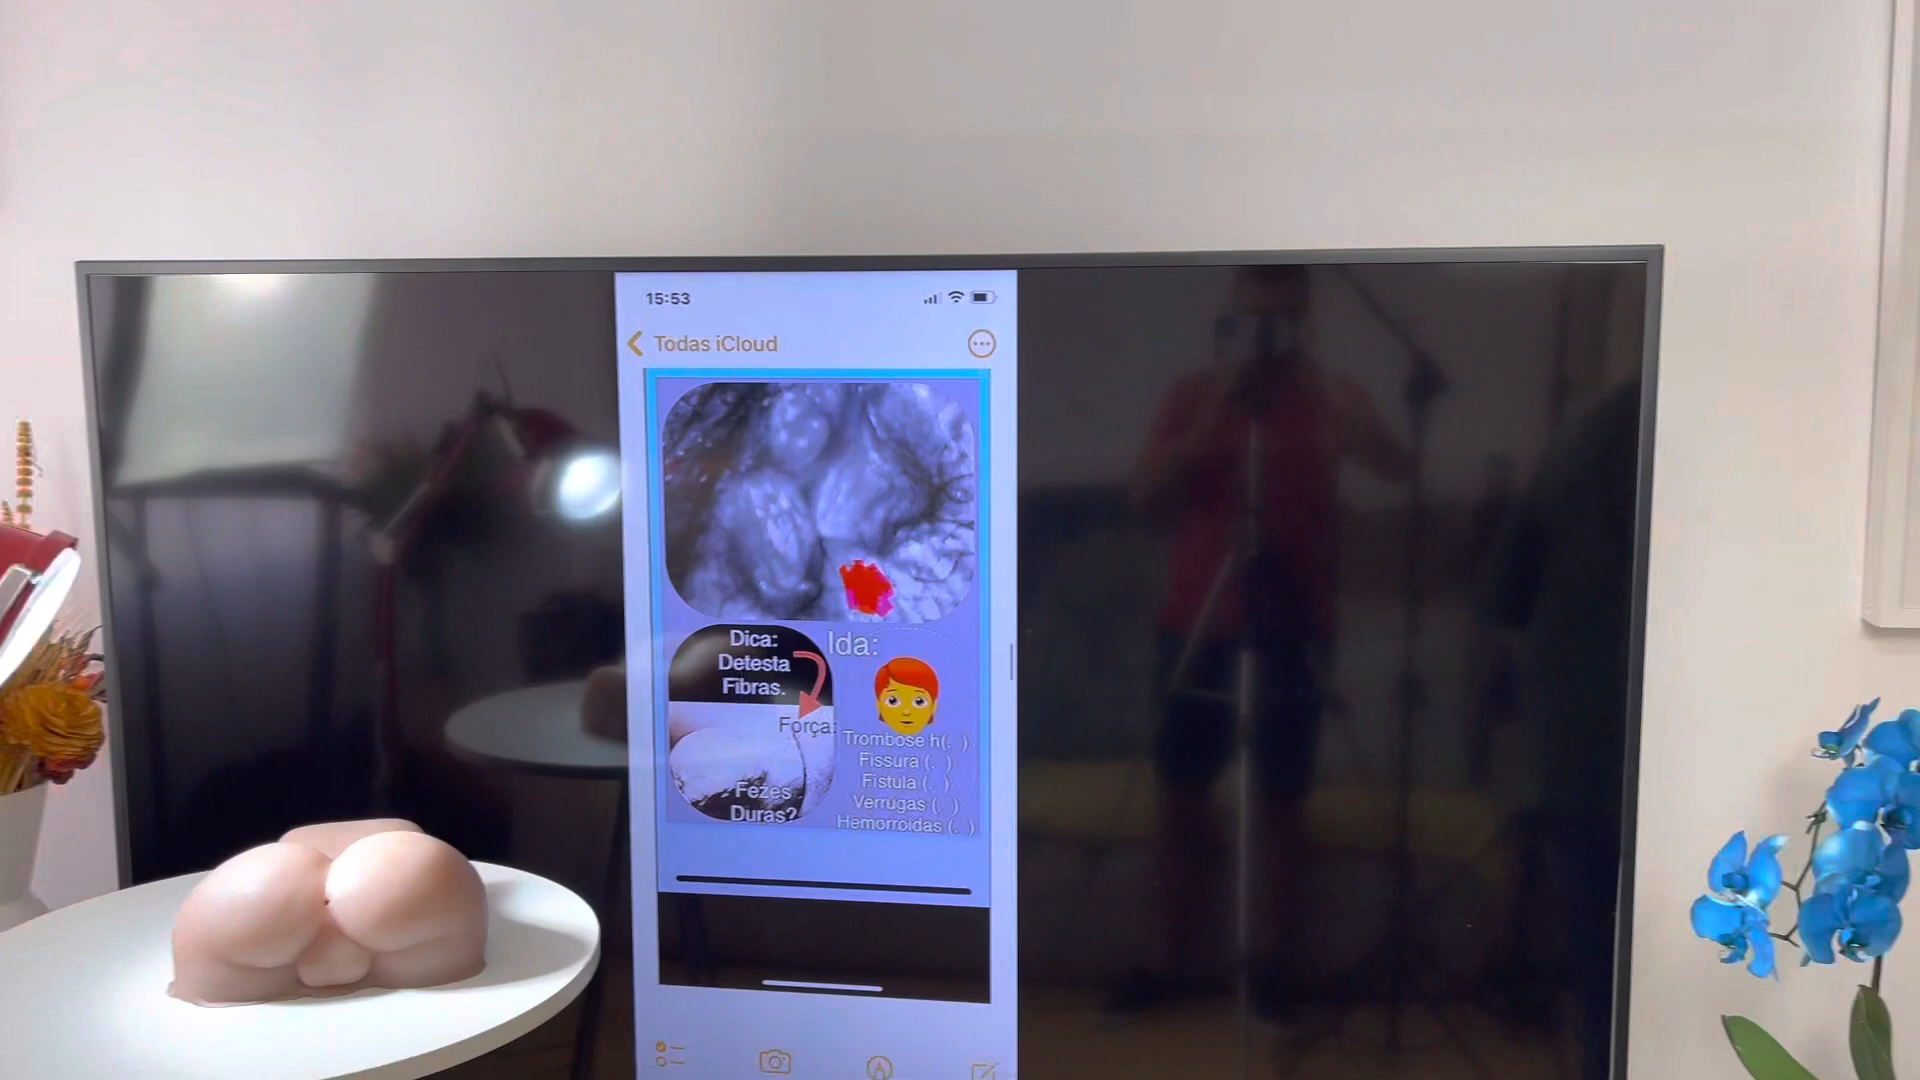 15:53
Todas iCloud
Dica:
Detesta
Fibras.
Força:
Fezes
Duras?
Ida:
Trombose h(. )
Fissura (. )
Fistula (. )
Verrugas (. )
Hemorroidas (. )